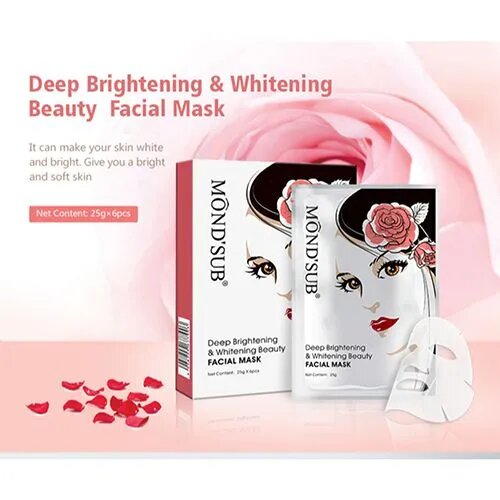 Deep Brightening & Whitening
Beauty Facial Mask
It can make your skin white
and bright. Give you a bright
and soft skin
Net Content: 25g×6pcs
MOND'SUB®
Deep Brightening
& Whitening Beauty
FACIAL MASK
Net Content: 25g X 6pcs
MOND'SUB®
Deep Brightening
& Whitening Beauty
FACIAL MASK
Net Content: 25g